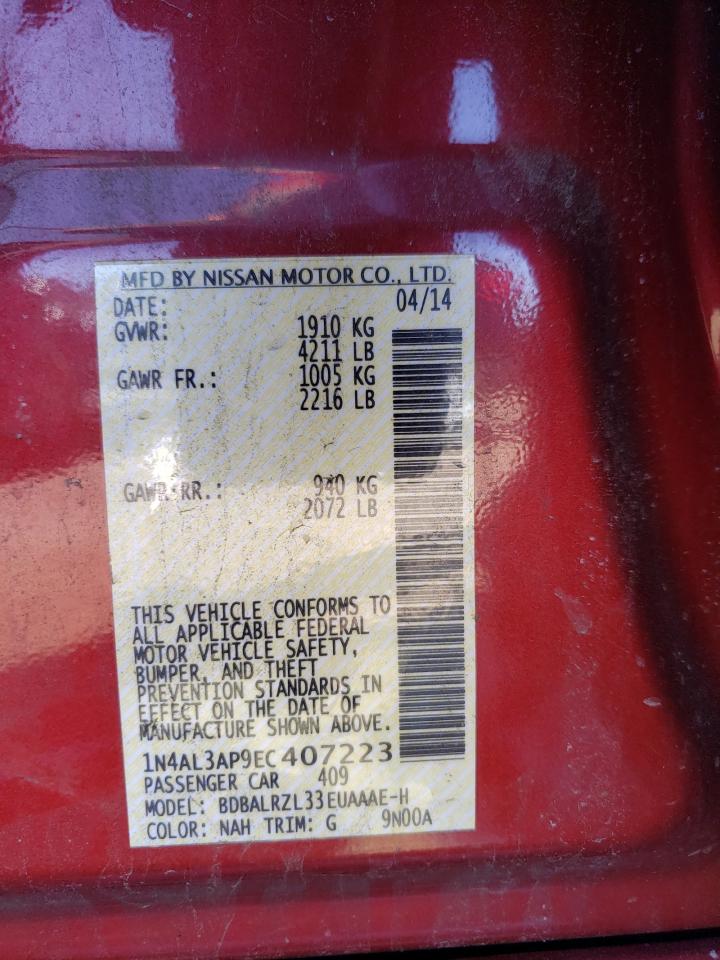 MFD BY NISSAN MOTOR CO., LTD.
DATE: 04/14
GVWR: 1910 KG
4211 LB
GAWR FR.: 1005 KG
2216 LB
GAWR RR.: 940 KG
2072 LB
THIS VEHICLE CONFORMS TO
ALL APPLICABLE FEDERAL
MOTOR VEHICLE SAFETY,
BUMPER, AND THEFT
PREVENTION STANDARDS IN
EFFECT ON THE DATE OF
MANUFACTURE SHOWN ABOVE.
1N4AL3AP9EC407223
PASSENGER CAR 409
MODEL: BDBALRZL33EUAAAE-H
COLOR: NAH TRIM: G 9N00A